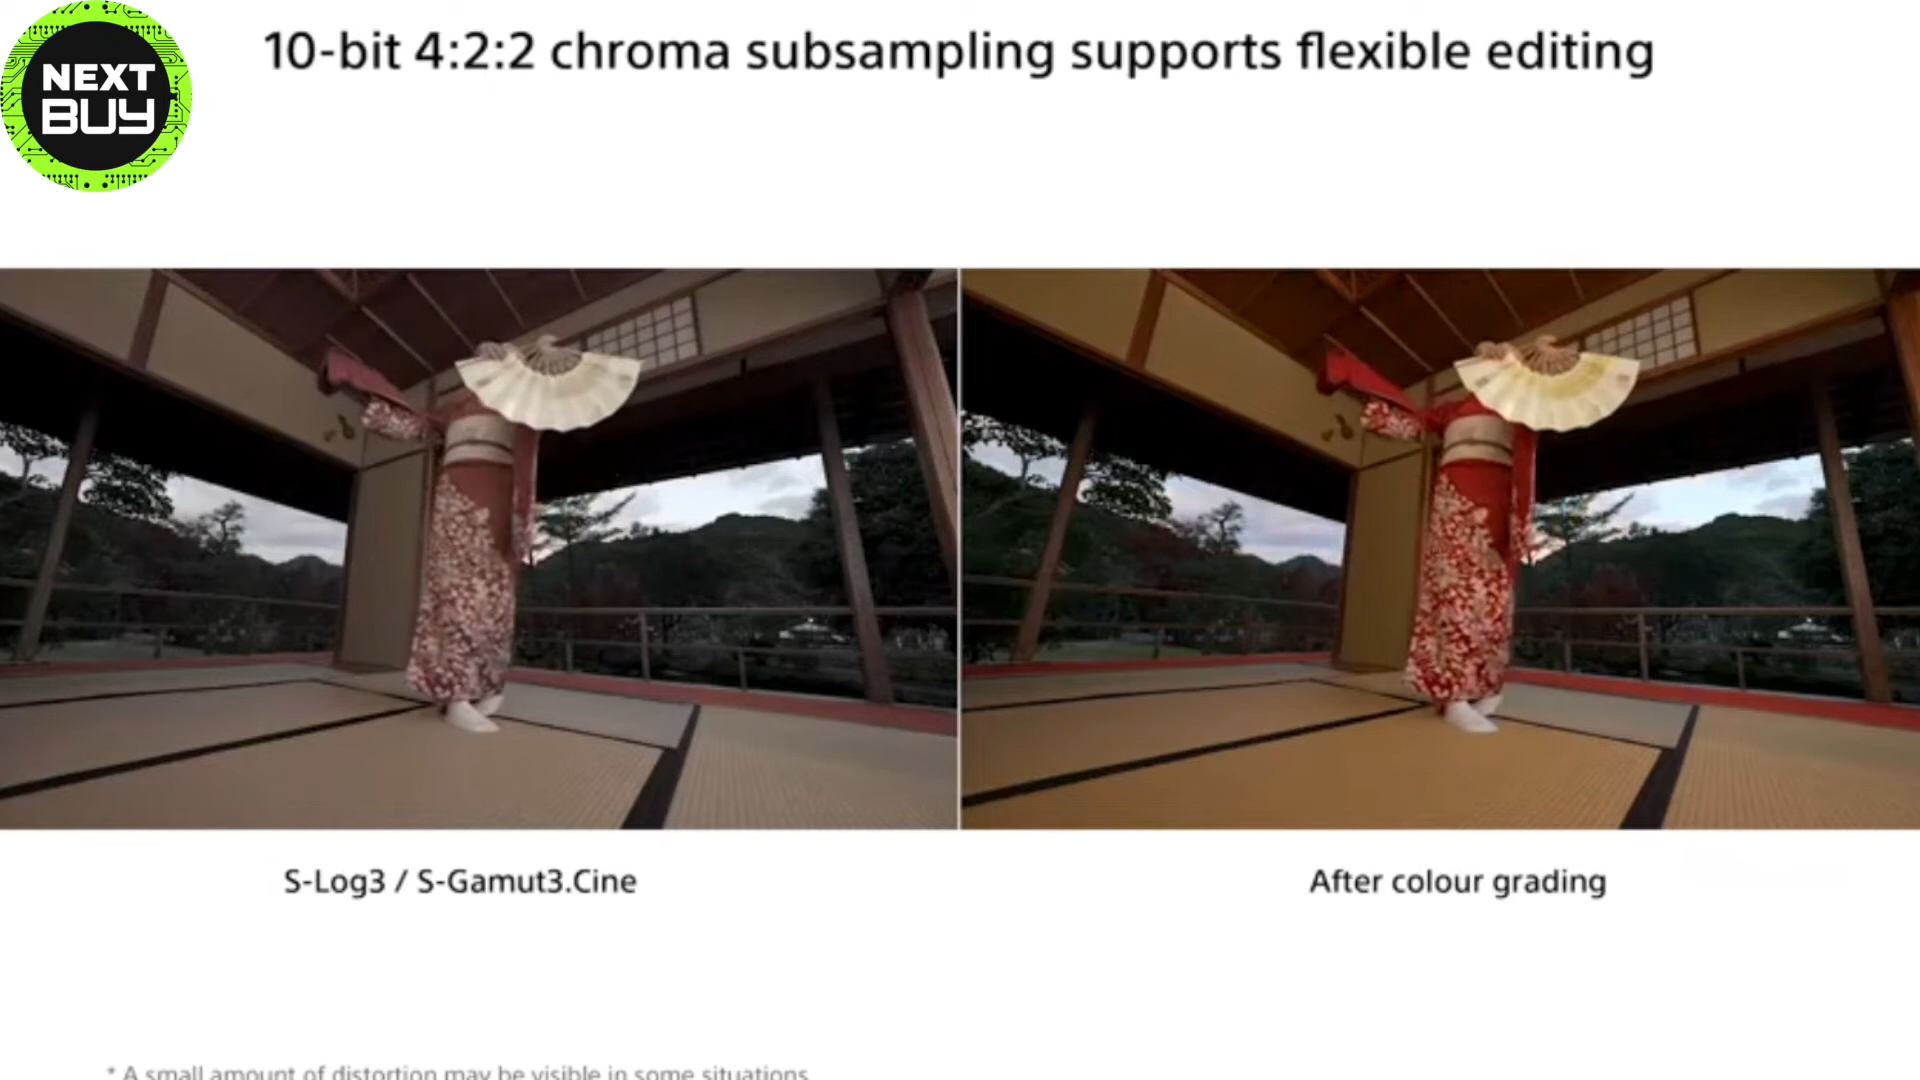 10-bit 4:2:2 chroma subsampling supports flexible editing
NEXT
BUY
S-Log3 / S-Gamut3.Cine
After colour grading
* A small amount of distortion may be visible in some situations